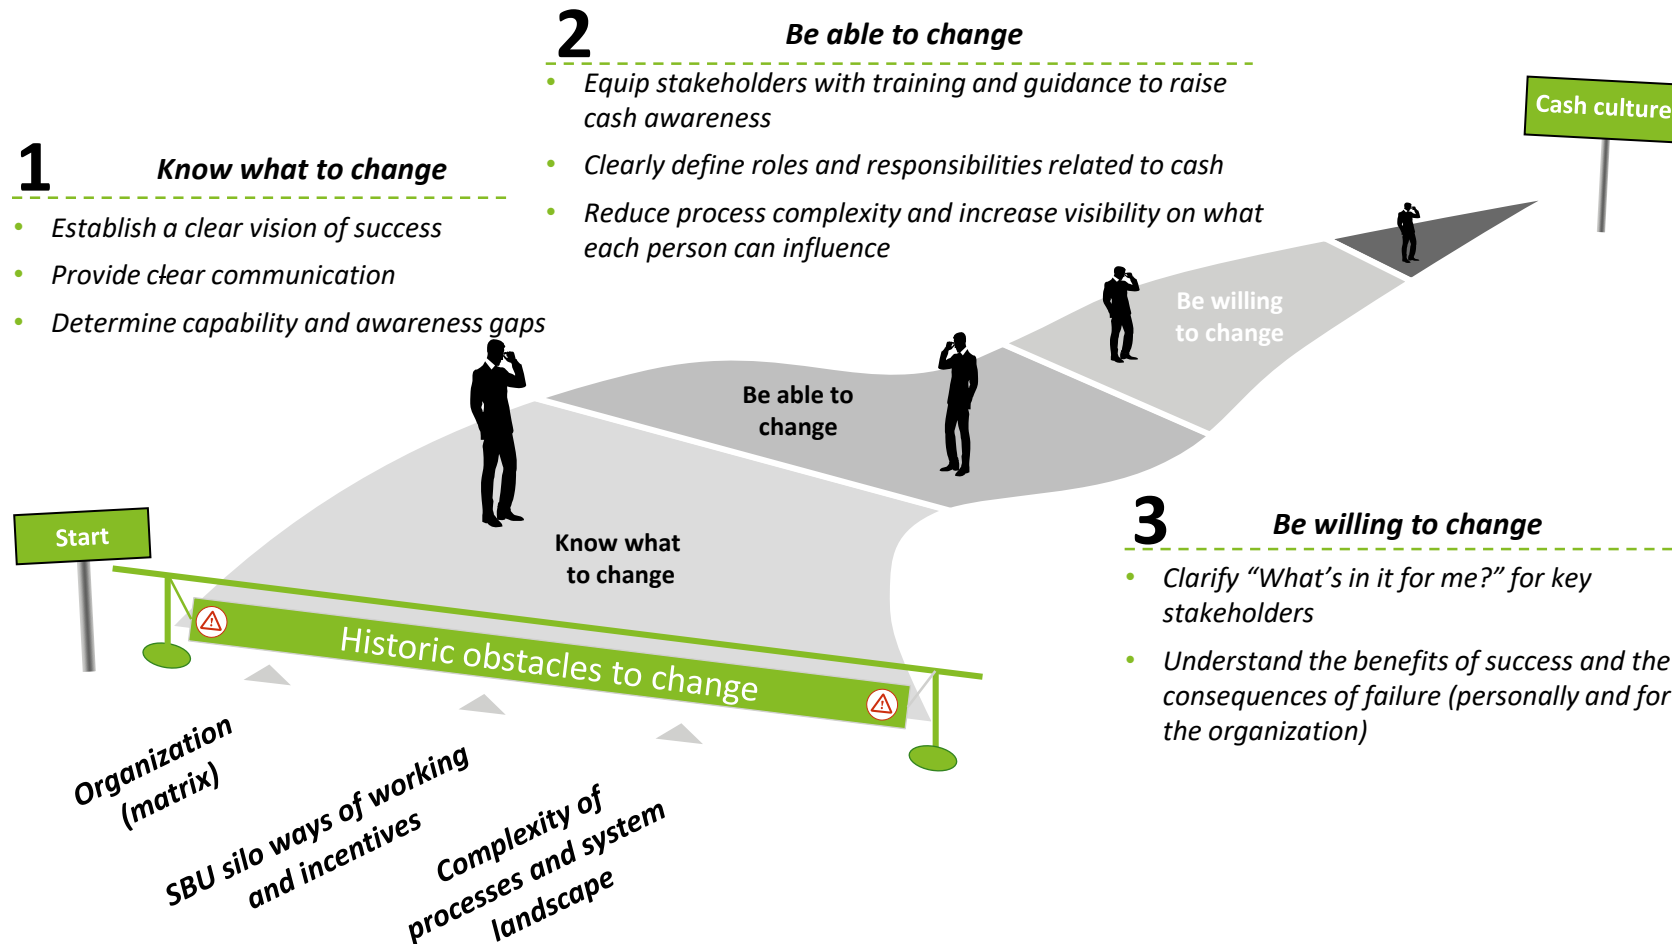 2
Be able to change
• Equip stakeholders with training and guidance to raise
cash awareness
• Clearly define roles and responsibilities related to cash
• Reduce process complexity and increase visibility on what
each person can influence
Cash culture
1
Know what to change
• Establish a clear vision of success
• Provide clear communication
• Determine capability and awareness gaps
Be willing
to change
Be able to
change
Know what
to change
Start
Historic obstacles to change
3
Be willing to change
• Clarify “What’s in it for me?” for key
stakeholders
• Understand the benefits of success and the
consequences of failure (personally and for
the organization)
Organization
(matrix)
SBU silo ways of working
and incentives
Complexity of
processes and system
landscape